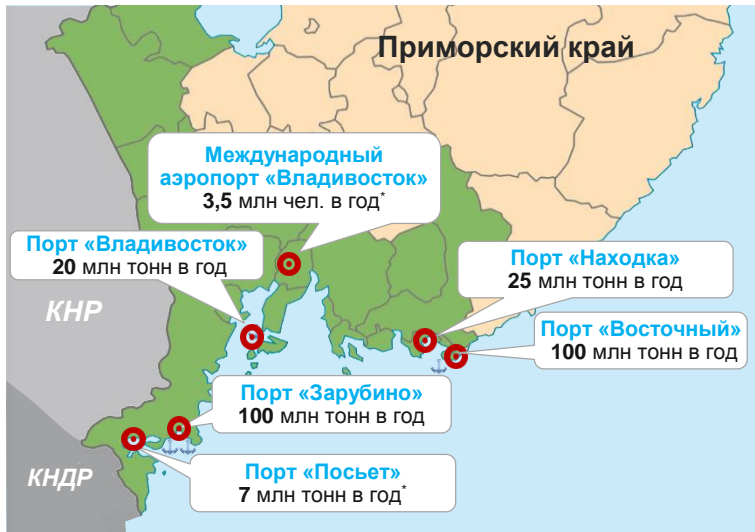 Приморский край
Международный
аэропорт «Владивосток»
3,5 млн чел. в год*
Порт «Владивосток»
20 млн тонн в год
Порт «Находка»
25 млн тонн в год
КНР
Порт «Восточный»
100 млн тонн в год
Порт «Зарубино»
100 млн тонн в год
КНДР
Порт «Посьет»
7 млн тонн в год*